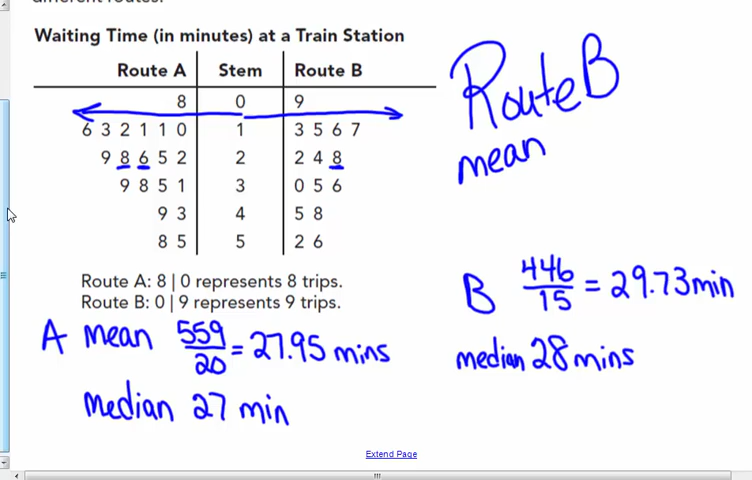 different routes.
Waiting Time (in minutes) at a Train Station
Route A Stem Route B
8 0 9
6 3 2 1 1 0 1 3 5 6 7
9 8 6 5 2 2 2 4 8
9 8 5 1 3 0 5 6
9 3 4 5 8
8 5 5 2 6
Route A: 8 | 0 represents 8 trips.
Route B: 0 | 9 represents 9 trips.
A mean 559/20 = 27.95 mins
median 27 min
Route B
mean
B 446/15 = 29.73 min
median 28 mins
Extend Page